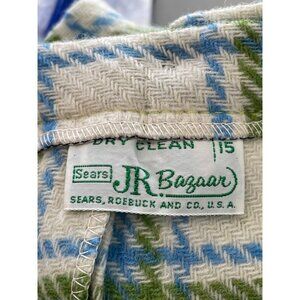 DRY CLEAN 15
Sears JR. Bazaar
SEARS, ROEBUCK AND CO., U.S.A.